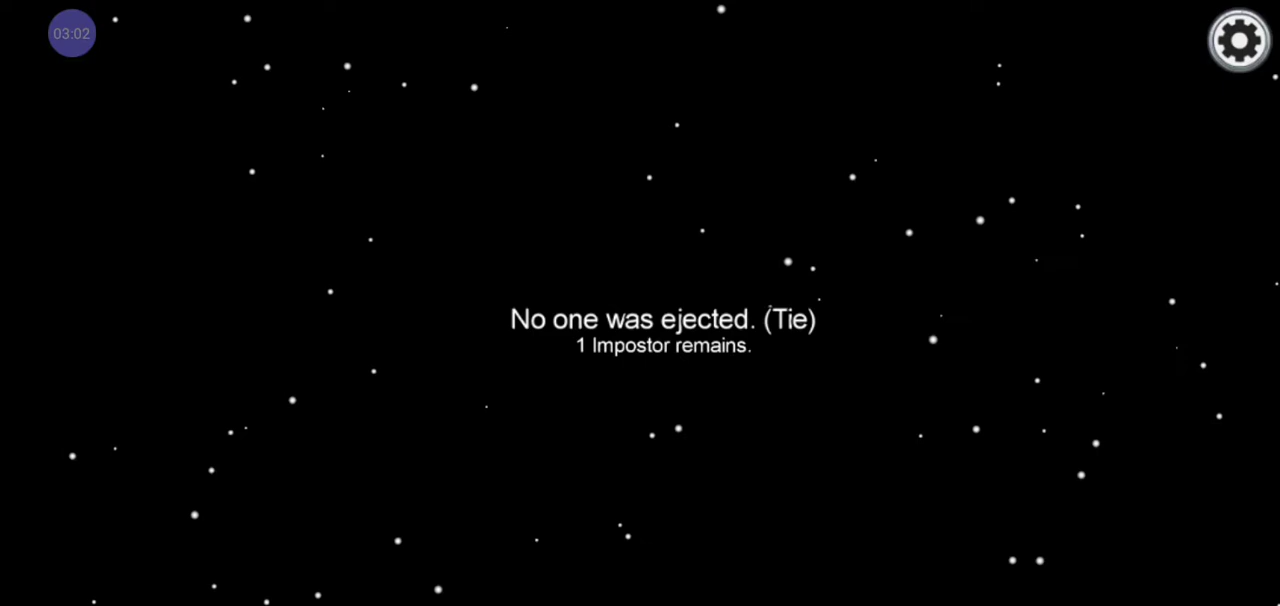 03:02
No one was ejected. (Tie)
1 Impostor remains.